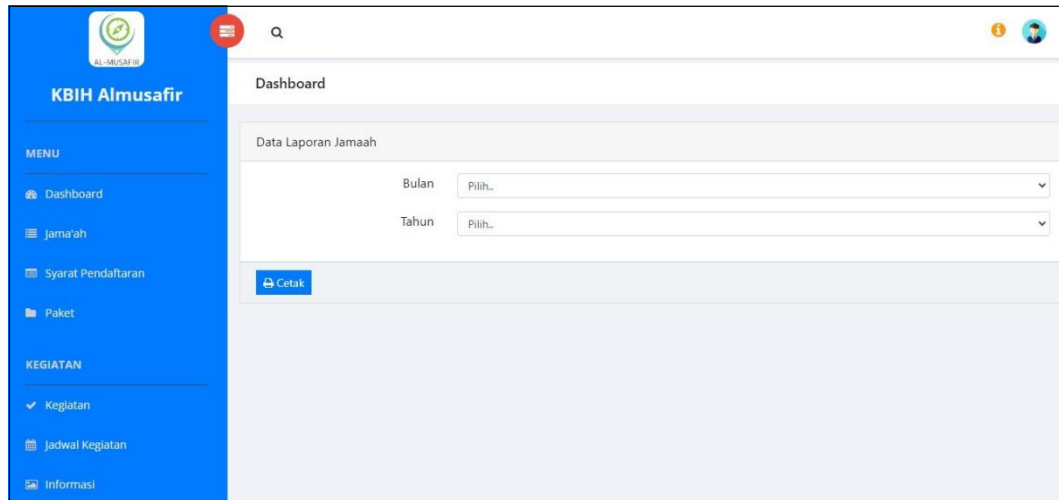 AL-MUSAFIR
KBIH Almusafir
MENU
Dashboard
Jama'ah
Syarat Pendaftaran
Paket
KEGIATAN
Kegiatan
Jadwal Kegiatan
Informasi
Dashboard
Data Laporan Jamaah
Bulan
Pilih..
Tahun
Pilih..
Cetak